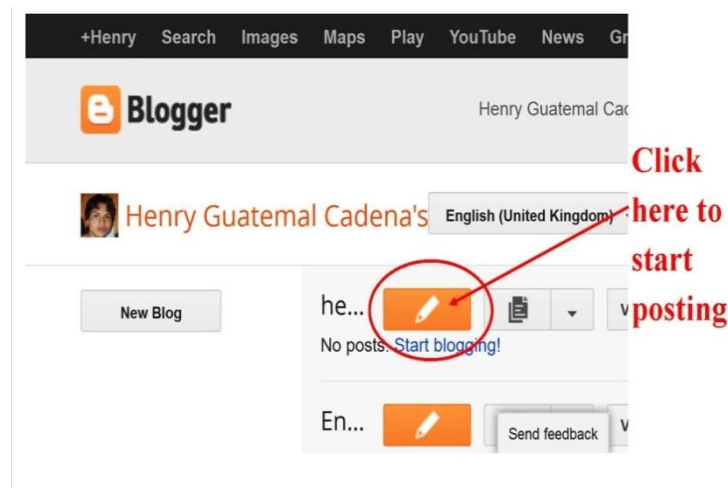 +Henry Search Images Maps Play YouTube News Gr
Blogger
Henry Guatemal Cad
Henry Guatemal Cadena's
English (United Kingdom)
Click
here to
start
posting
New Blog
he...
No posts. Start blogging!
En...
Send feedback